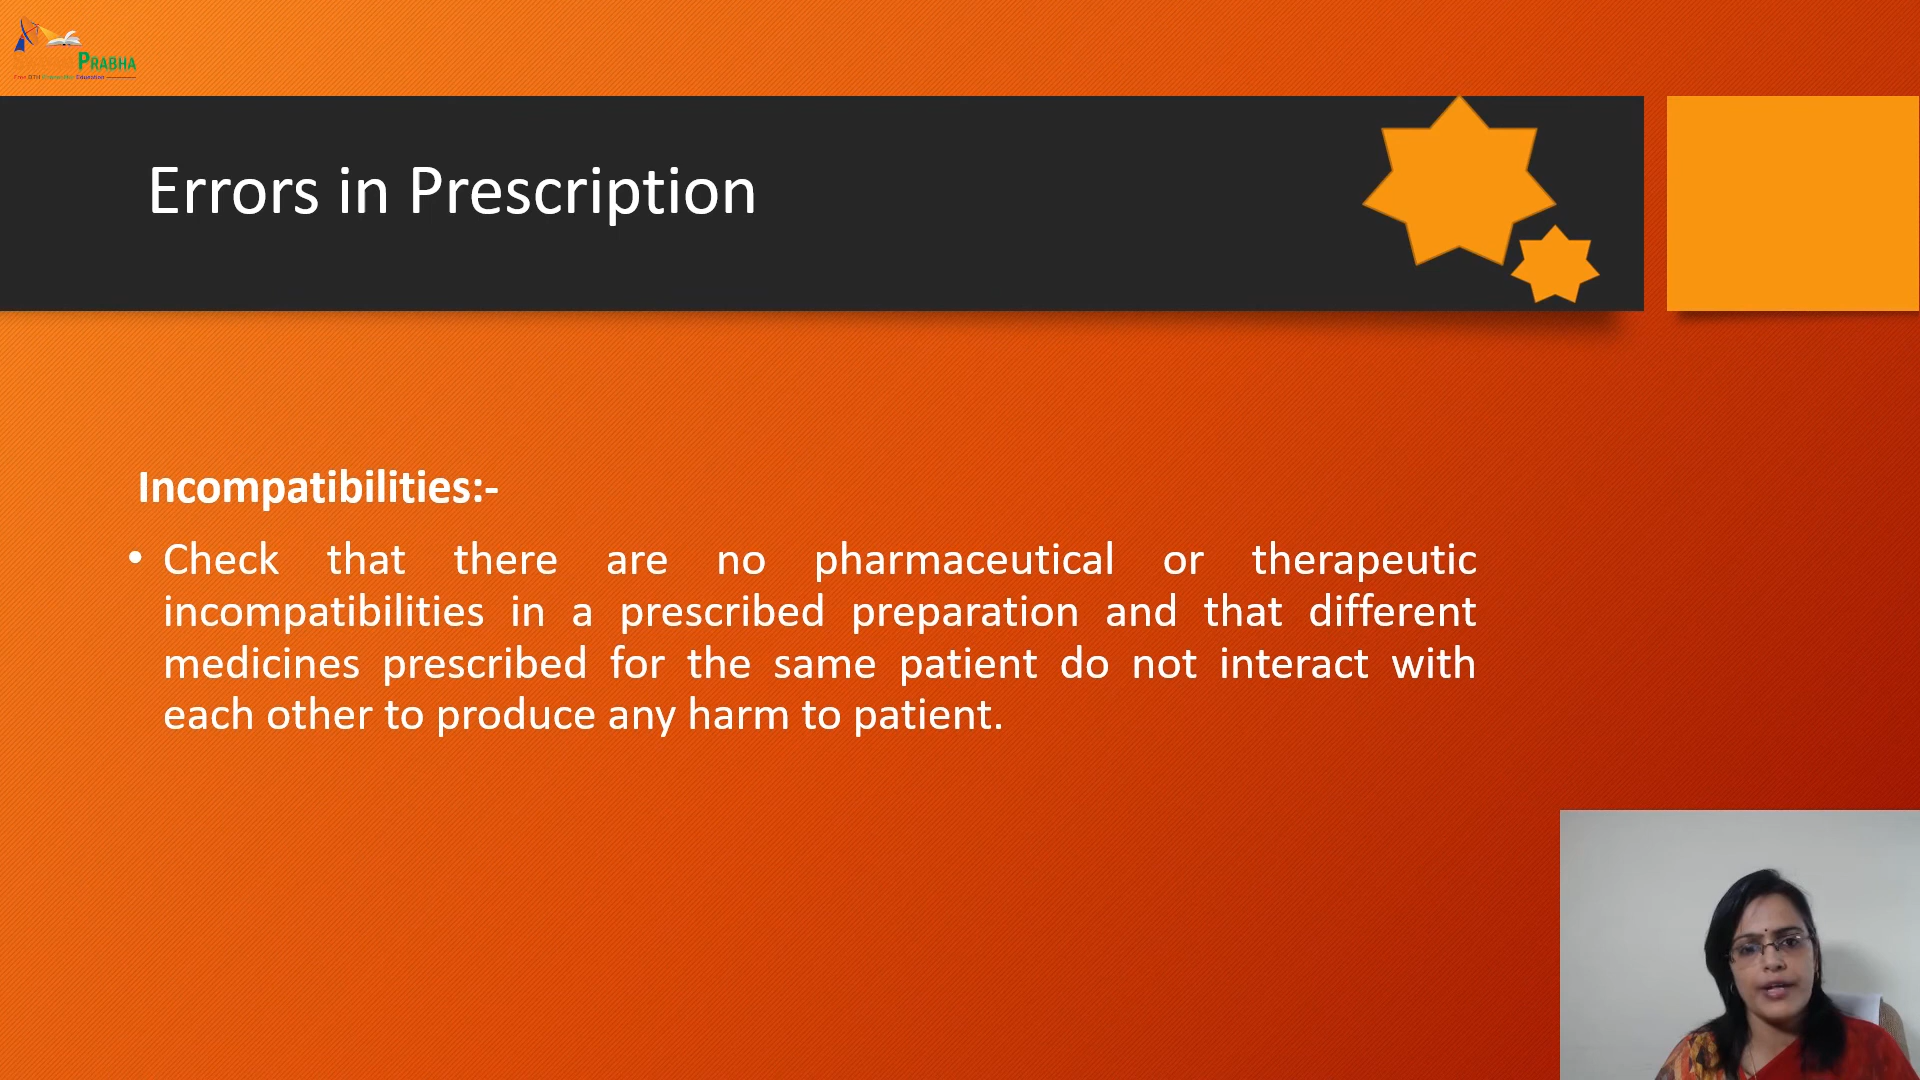 PRABHA
Errors in Prescription
Incompatibilities:-
• Check that there are no pharmaceutical or therapeutic
incompatibilities in a prescribed preparation and that different
medicines prescribed for the same patient do not interact with
each other to produce any harm to patient.